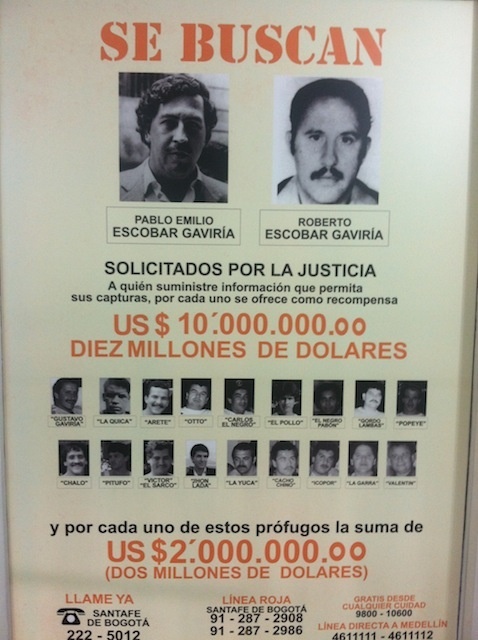 SE BUSCAN
PABLO EMILIO
ESCOBAR GAVIRÍA
ROBERTO
ESCOBAR GAVIRÍA
SOLICITADOS POR LA JUSTICIA
A quién suministre información que permita
sus capturas, por cada uno se ofrece como recompensa
US $ 10´000.000.00
DIEZ MILLONES DE DOLARES
"GUSTAVO
GAVIRIA"
"LA QUICA"
"ARETE"
"OTTO"
"CARLOS
EL NEGRO"
"EL POLLO"
"EL NEGRO
PABÓN"
"GORDO
LAMBAS"
"POPEYE"
"CHALO"
"PITUFO"
"VICTOR"
"EL SARCO"
"JHON
LADA"
"LA YUCA"
"CACHO
CHINO"
"ICOPOR"
"LA GARRA"
"VALENTIN"
y por cada uno de estos prófugos la suma de
US $2´.000.000.00
(DOS MILLONES DE DOLARES)
LLAME YA
SANTAFE
DE BOGOTÁ
222 - 5012
LÍNEA ROJA
SANTAFE DE BOGOTÁ
91 - 287 - 2908
91 - 287 - 2986
GRATIS DESDE
CUALQUIER CUIDAD
9800 - 10600
LÍNEA DIRECTA A MEDELLÍN
4611111 - 4611112